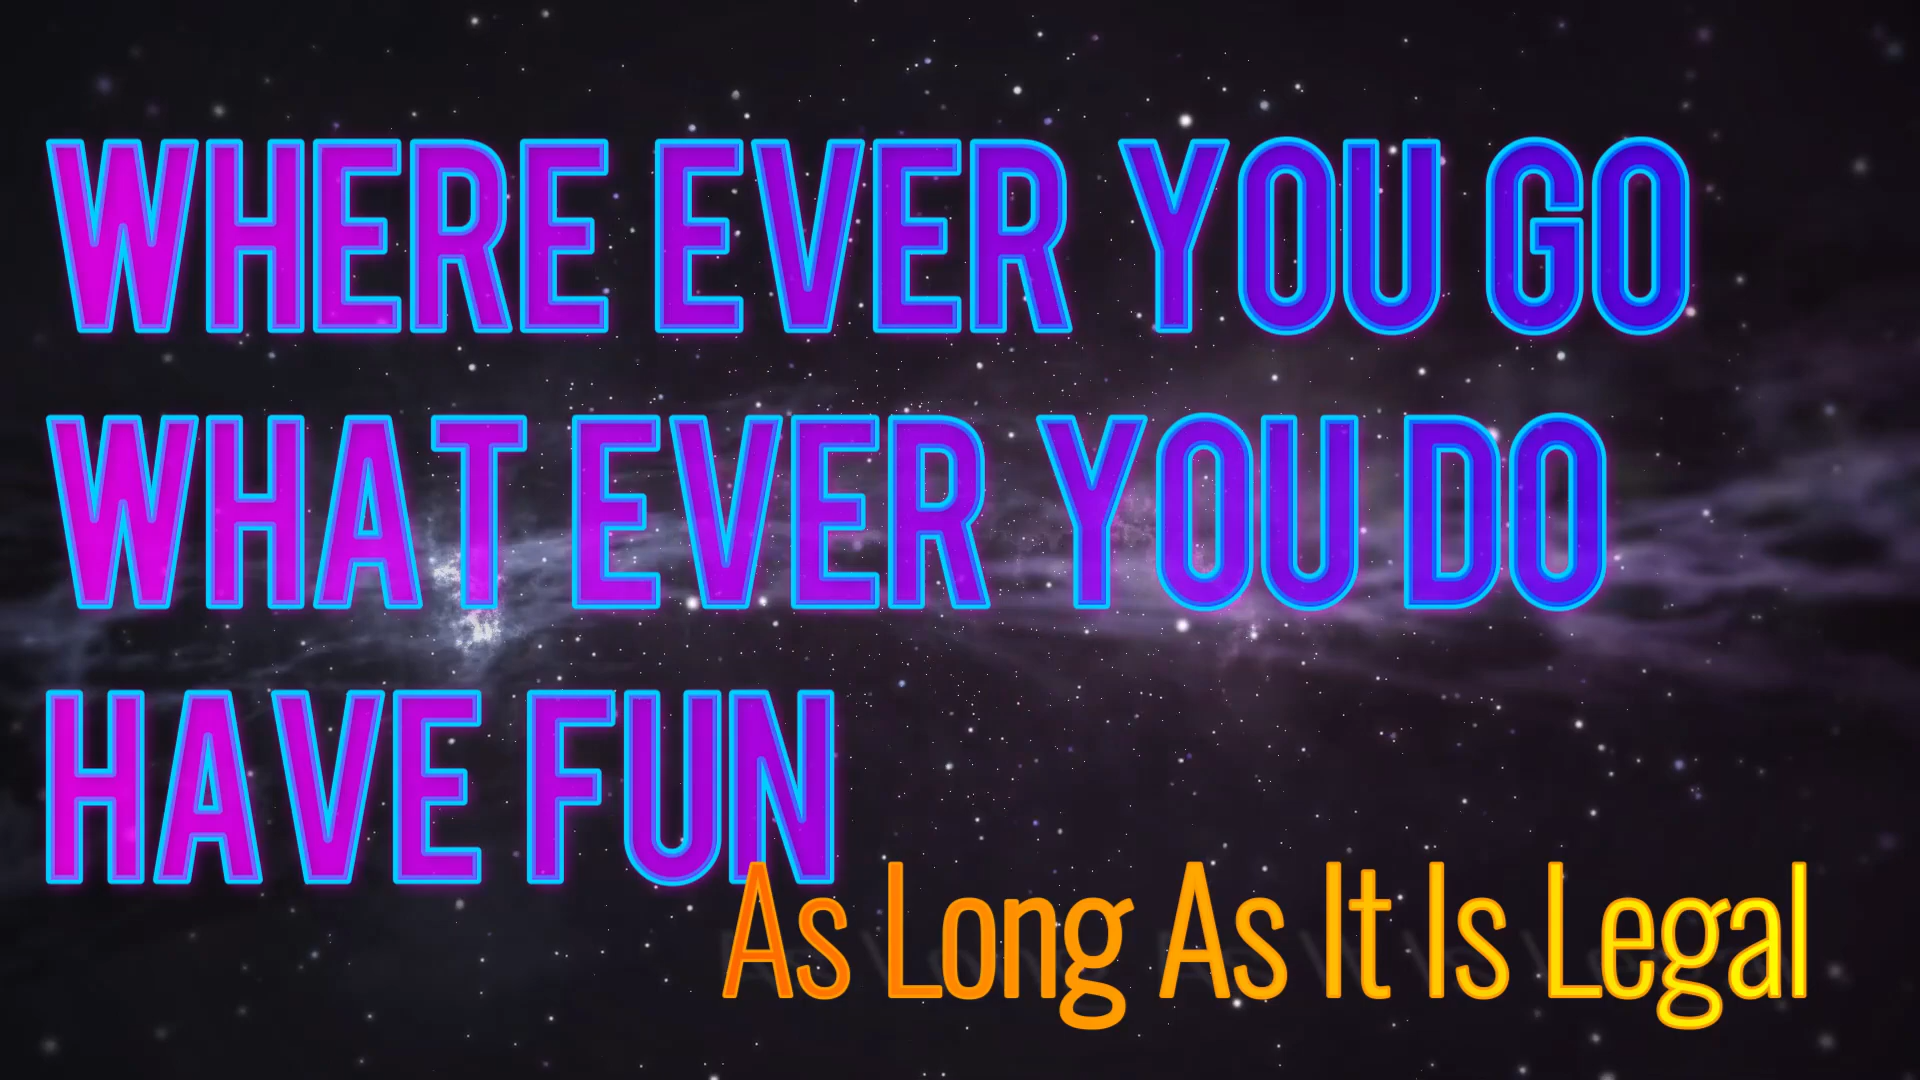 WHERE EVER YOU GO
WHAT EVER YOU DO
HAVE FUN
As Long As It Is Legal